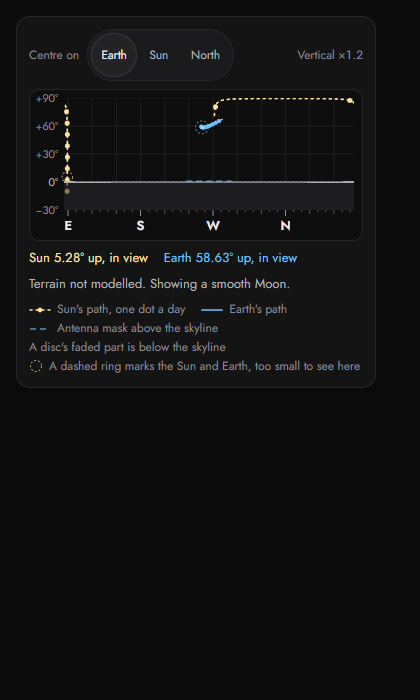 Centre on Earth Sun North Vertical ×1.2
+90°
+60°
+30°
0°
−30°
E S W N
Sun 5.28° up, in view Earth 58.63° up, in view
Terrain not modelled. Showing a smooth Moon.
Sun's path, one dot a day Earth's path
Antenna mask above the skyline
A disc's faded part is below the skyline
A dashed ring marks the Sun and Earth, too small to see here